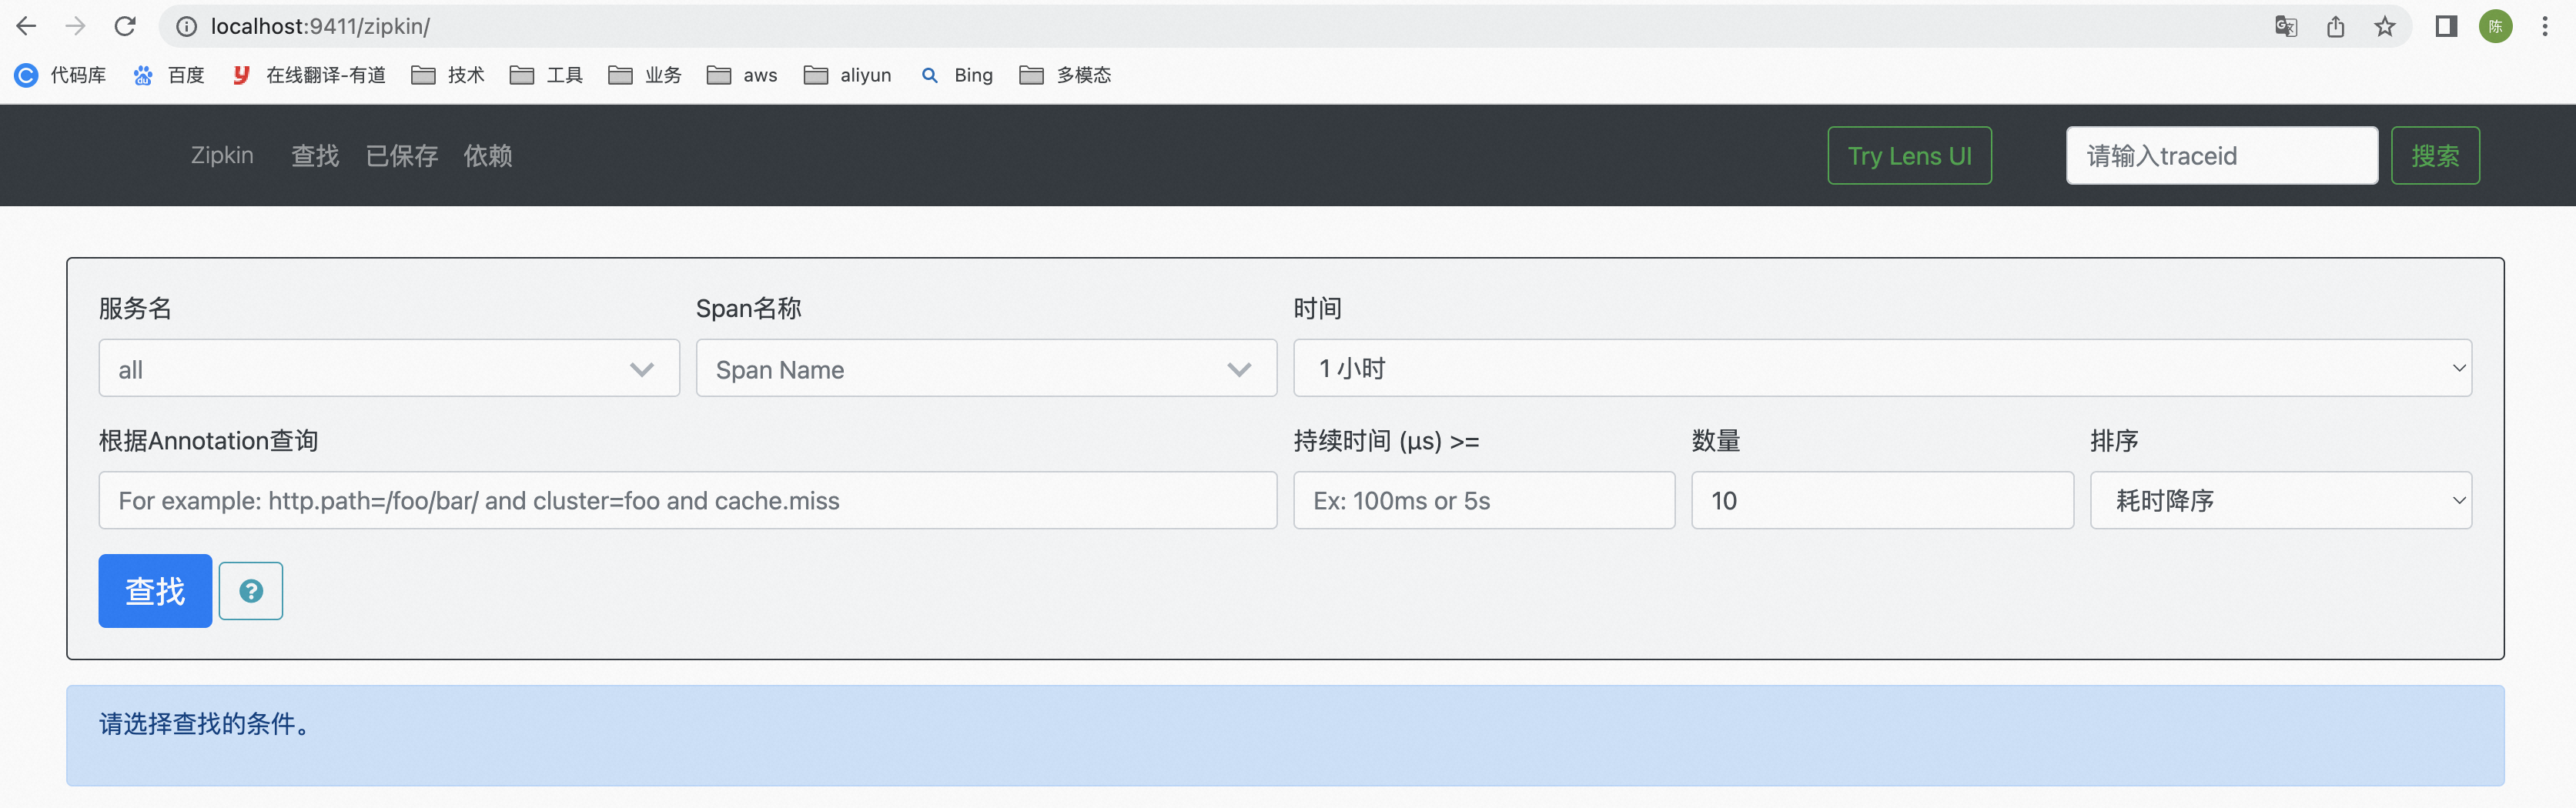 localhost:9411/zipkin/
陈
代码库 百度 在线翻译-有道 技术 工具 业务 aws aliyun Bing 多模态
Zipkin 查找 已保存 依赖 Try Lens UI 请输入traceid 搜索
服务名 Span名称 时间
all Span Name 1 小时
根据Annotation查询 持续时间 (μs) >= 数量 排序
For example: http.path=/foo/bar/ and cluster=foo and cache.miss Ex: 100ms or 5s 10 耗时降序
查找 ?
请选择查找的条件。